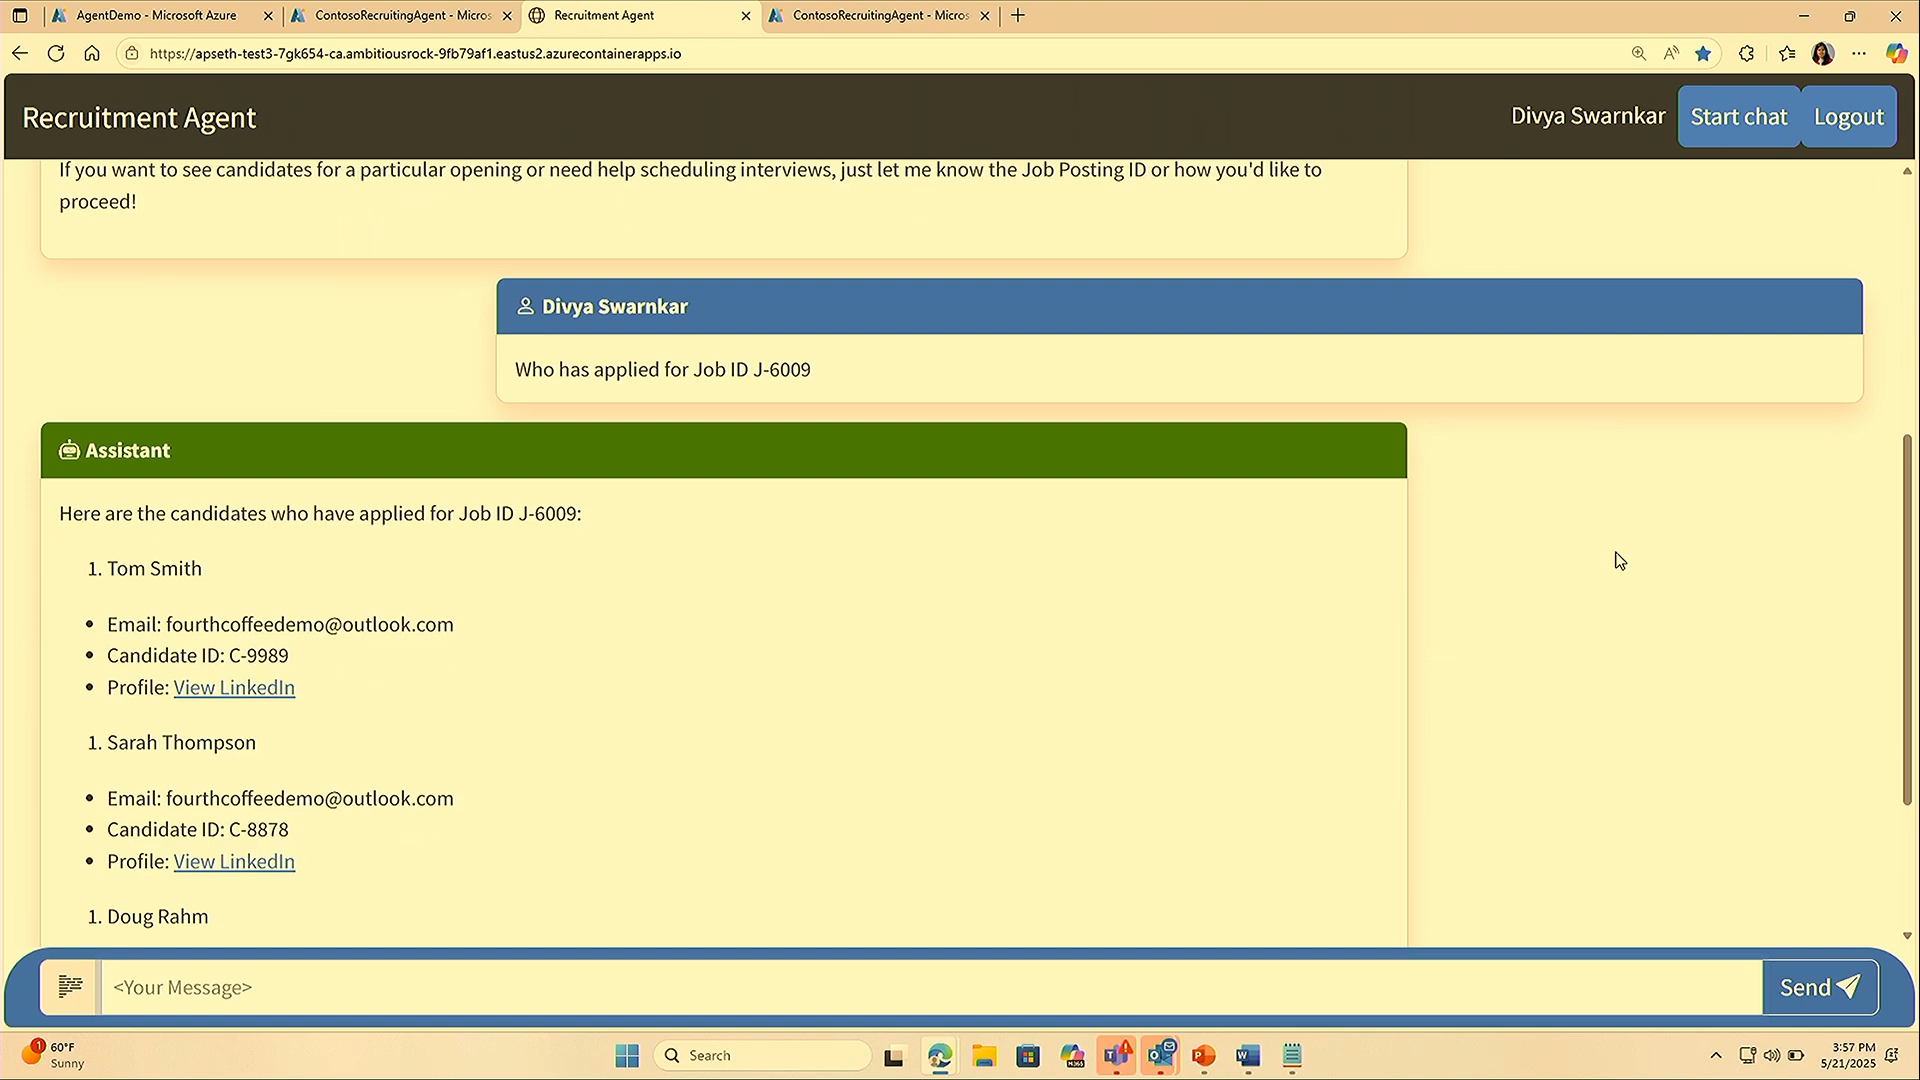 AgentDemo - Microsoft Azure
ContosoRecruitingAgent - Micros
Recruitment Agent
ContosoRecruitingAgent - Micros
https://apseth-test3-7gk654-ca.ambitiousrock-9fb79af1.eastus2.azurecontainerapps.io
Recruitment Agent
Divya Swarnkar
Start chat
Logout
If you want to see candidates for a particular opening or need help scheduling interviews, just let me know the Job Posting ID or how you'd like to
proceed!
Divya Swarnkar
Who has applied for Job ID J-6009
Assistant
Here are the candidates who have applied for Job ID J-6009:
1. Tom Smith
• Email: fourthcoffeedemo@outlook.com
• Candidate ID: C-9989
• Profile: View LinkedIn
1. Sarah Thompson
• Email: fourthcoffeedemo@outlook.com
• Candidate ID: C-8878
• Profile: View LinkedIn
1. Doug Rahm
<Your Message>
Send
1
60°F
Sunny
Search
M365
3:57 PM
5/21/2025